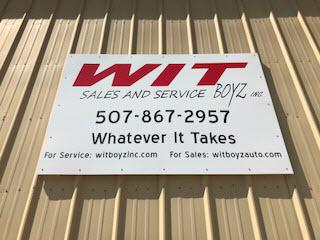 WIT
SALES AND SERVICE BOYZ INC.
507-867-2957
Whatever It Takes
For Service: witboyzinc.com For Sales: witboyzauto.com